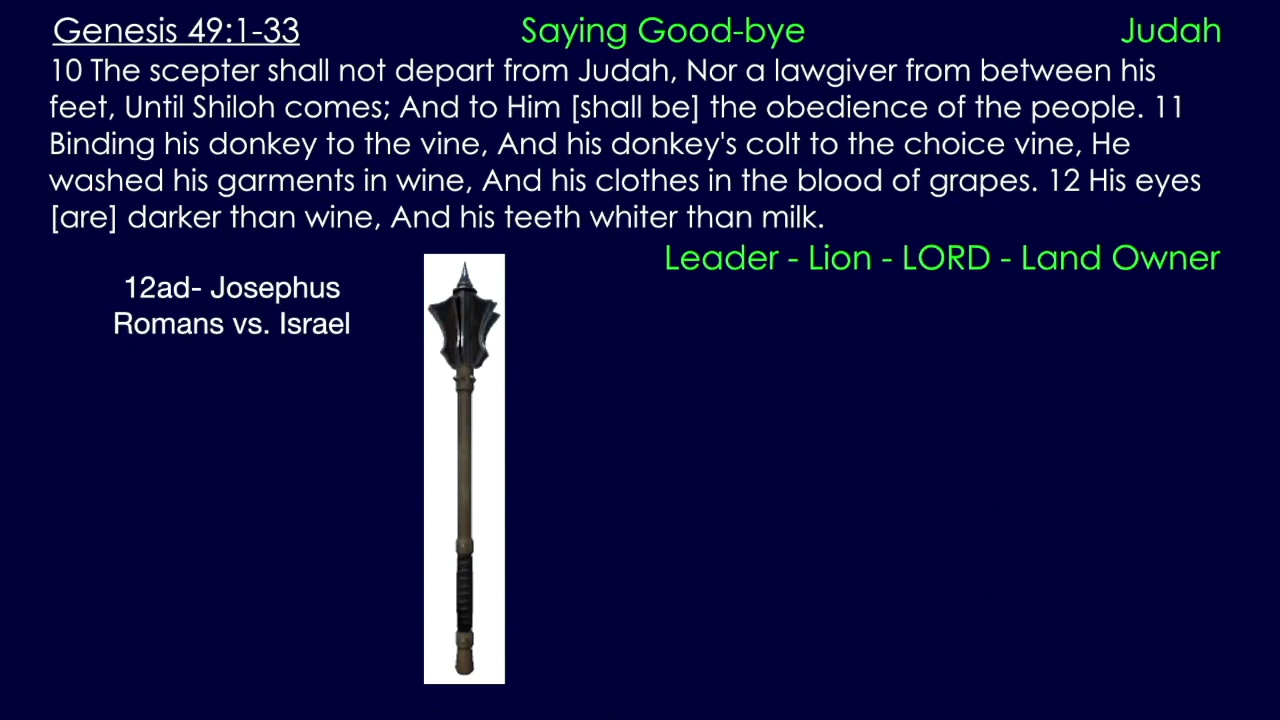 Genesis 49:1-33 Saying Good-bye Judah
10 The scepter shall not depart from Judah, Nor a lawgiver from between his
feet, Until Shiloh comes; And to Him [shall be] the obedience of the people. 11
Binding his donkey to the vine, And his donkey's colt to the choice vine, He
washed his garments in wine, And his clothes in the blood of grapes. 12 His eyes
[are] darker than wine, And his teeth whiter than milk.
Leader - Lion - LORD - Land Owner
12ad- Josephus
Romans vs. Israel